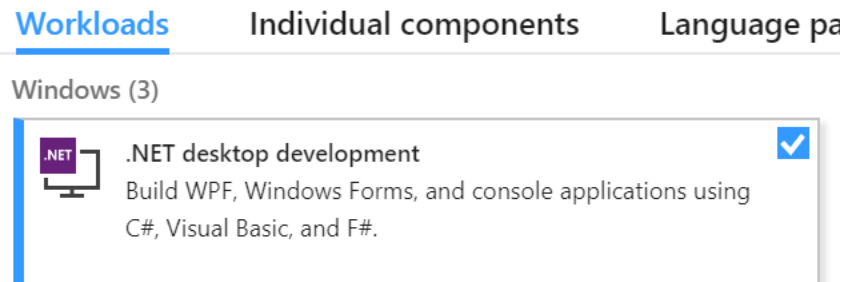 Workloads Individual components Language pa
Windows (3)
.NET
.NET desktop development
Build WPF, Windows Forms, and console applications using
C#, Visual Basic, and F#.